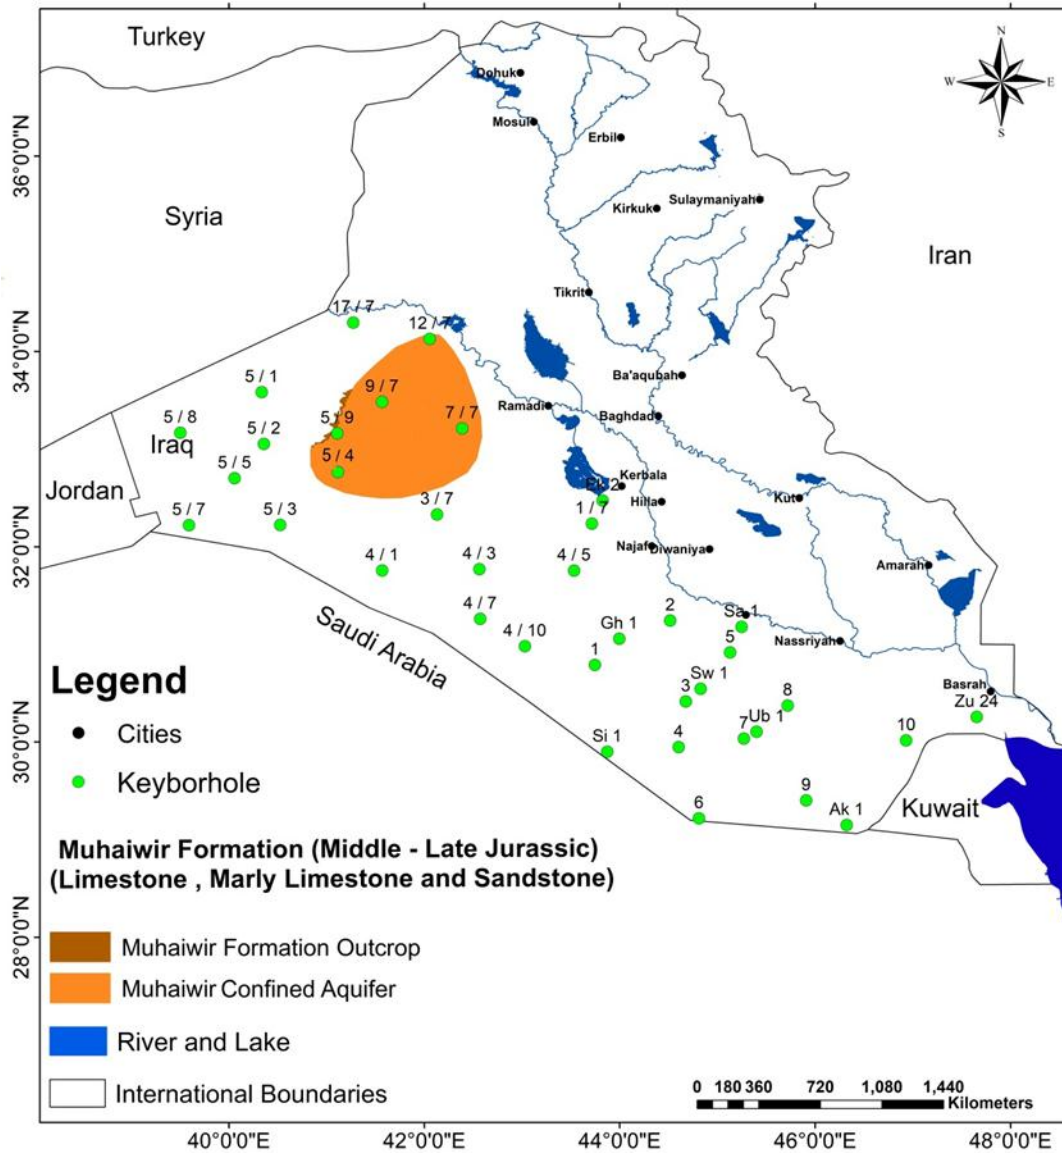 Turkey
N
W
E
S
Dohuk
Mosul
Erbil
36°0'0"N
Sulaymaniyah
Kirkuk
Syria
Iran
Tikrit
17 / 7
12 / 7
34°0'0"N
Ba'aqubah
5 / 1
9 / 7
Ramadi
Baghdad
5 / 8
5 / 9
7 / 7
Iraq
5 / 2
5 / 4
5 / 5
Kerbala
Ek 2
Jordan
3 / 7
Hilla
Kut
5 / 7
5 / 3
1 / 7
32°0'0"N
Najaf
Diwaniya
4 / 1
4 / 3
4 / 5
Amarah
4 / 7
2
Sa 1
Gh 1
Saudi Arabia
4 / 10
5
Nassriyah
1
Sw 1
Legend
3
8
Basrah
Zu 24
Cities
Si 1
4
7
Ub 1
10
30°0'0"N
Keyborhole
9
6
Ak 1
Kuwait
Muhaiwir Formation (Middle - Late Jurassic)
(Limestone , Marly Limestone and Sandstone)
28°0'0"N
Muhaiwir Formation Outcrop
Muhaiwir Confined Aquifer
River and Lake
International Boundaries
0 180 360 720 1,080 1,440
Kilometers
40°0'0"E 42°0'0"E 44°0'0"E 46°0'0"E 48°0'0"E